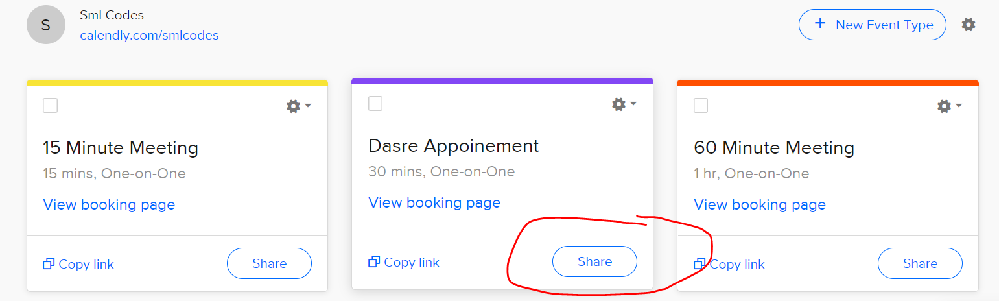 S
Sml Codes
calendly.com/smlcodes
+ New Event Type
15 Minute Meeting
15 mins, One-on-One
View booking page
Copy link
Share
Dasre Appoinement
30 mins, One-on-One
View booking page
Copy link
Share
60 Minute Meeting
1 hr, One-on-One
View booking page
Copy link
Share